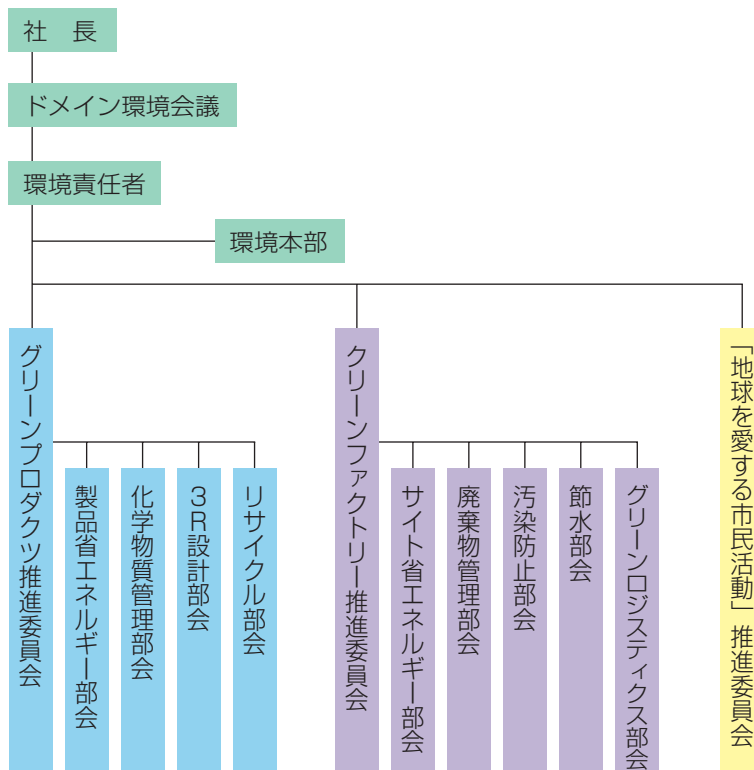 社　長
ドメイン環境会議
環境責任者
環境本部
グリーンプロダクツ推進委員会
製品省エネルギー部会
化学物質管理部会
3R設計部会
リサイクル部会
クリーンファクトリー推進委員会
サイト省エネルギー部会
廃棄物管理部会
汚染防止部会
節水部会
グリーンロジスティクス部会
「地球を愛する市民活動」推進委員会